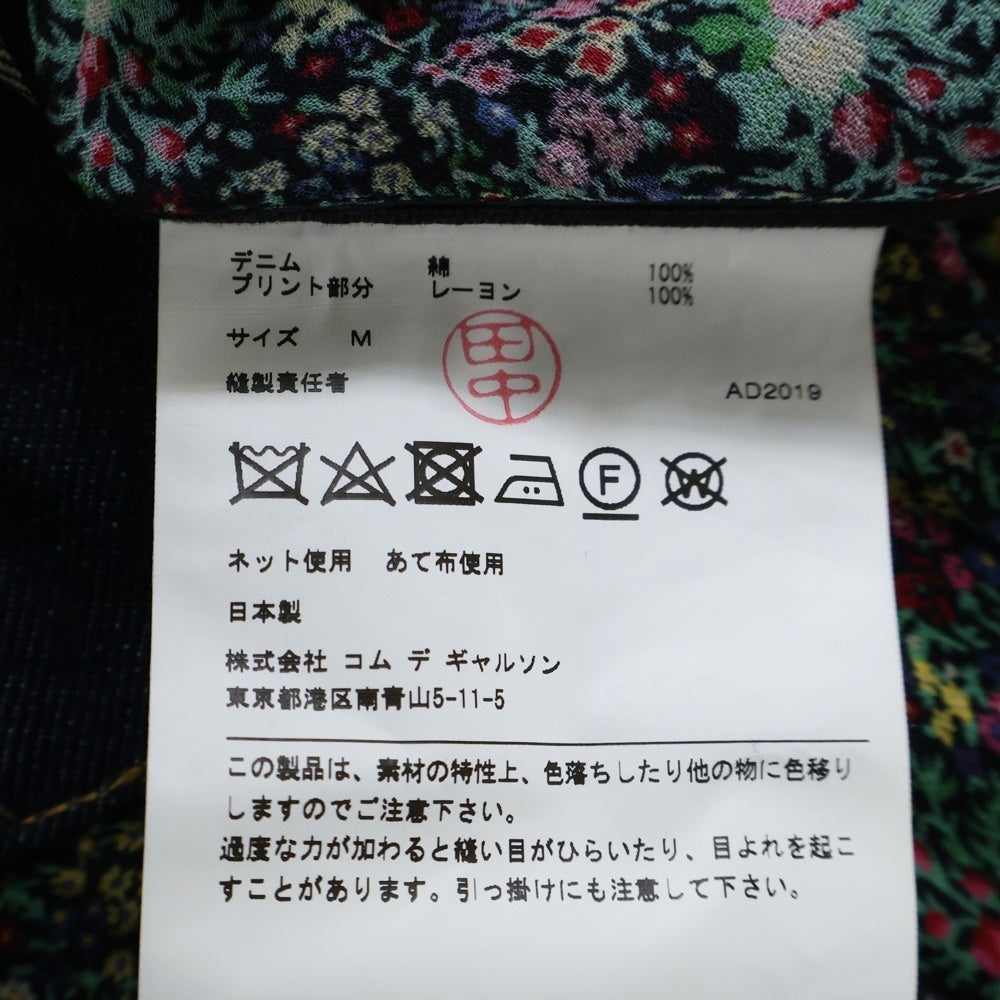 デニム 綿 100%
プリント部分 レーヨン 100%
サイズ M
縫製責任者 田中
AD2019
F W
ネット使用 あて布使用
日本製
株式会社 コム デ ギャルソン
東京都港区南青山5-11-5
この製品は、素材の特性上、色落ちしたり他の物に色移り
しますのでご注意下さい。
過度な力が加わると縫い目がひらいたり、目よれを起こ
すことがあります。引っ掛けにも注意して下さい。